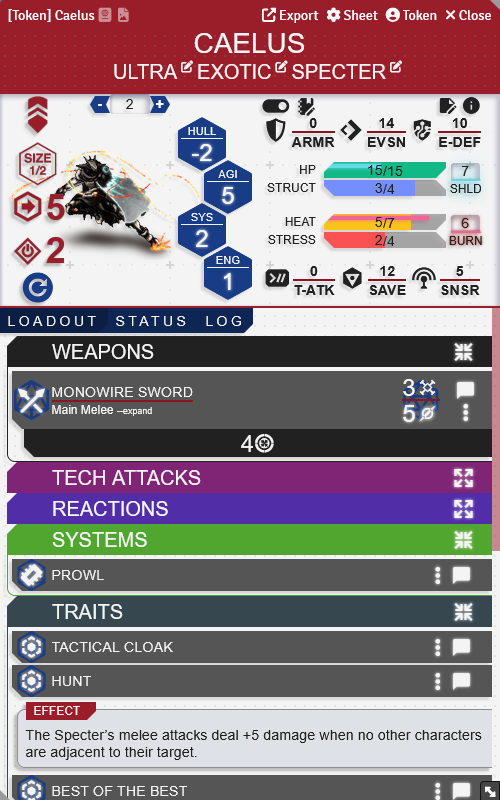 [Token] Caelus Export Sheet Token Close
CAELUS
ULTRA EXOTIC SPECTER
- 2 +
SIZE
1/2
5
2
HULL
-2
AGI
5
SYS
2
ENG
1
0 14 10
ARMR EVSN E-DEF
HP 15/15 7
STRUCT 3/4 SHLD
HEAT 5/7 6
STRESS 2/4 BURN
0 12 5
T-ATK SAVE SNSR
LOADOUT STATUS LOG
WEAPONS
MONOWIRE SWORD 3
Main Melee --expand 5
4
TECH ATTACKS
REACTIONS
SYSTEMS
PROWL
TRAITS
TACTICAL CLOAK
HUNT
EFFECT
The Specter's melee attacks deal +5 damage when no other characters
are adjacent to their target.
BEST OF THE BEST